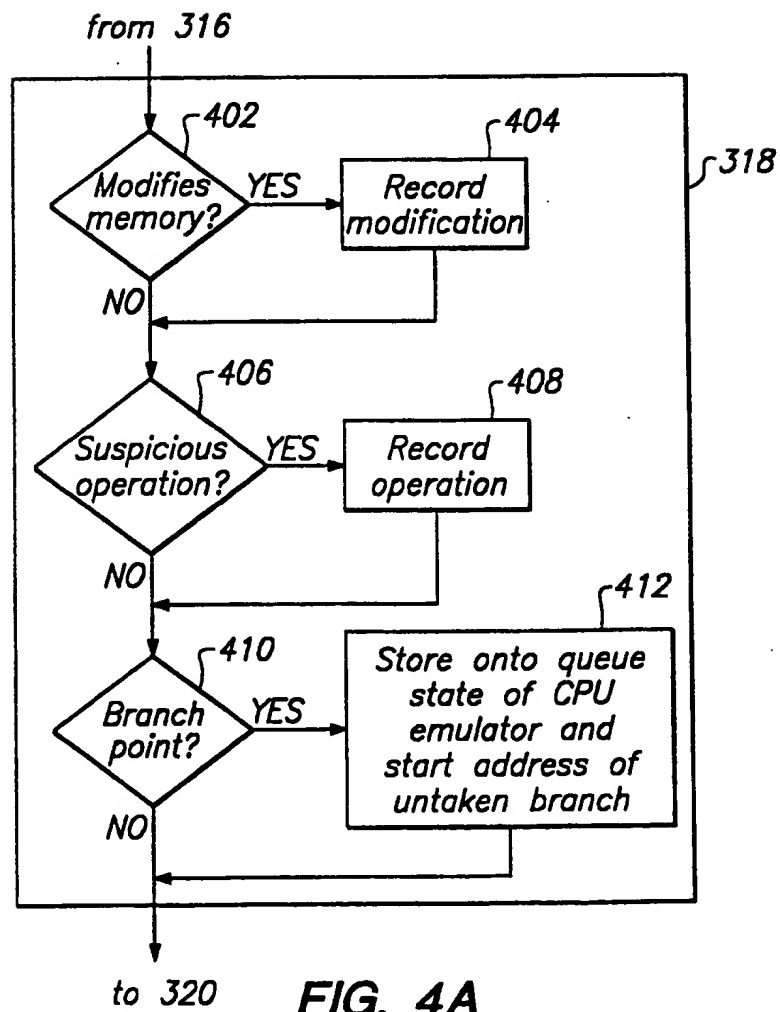 from 316
402
404
318
Modifies
memory?
YES
Record
modification
NO
406
408
Suspicious
operation?
YES
Record
operation
NO
412
410
Branch
point?
YES
Store onto queue
state of CPU
emulator and
start address of
untaken branch
NO
to 320
FIG. 4A